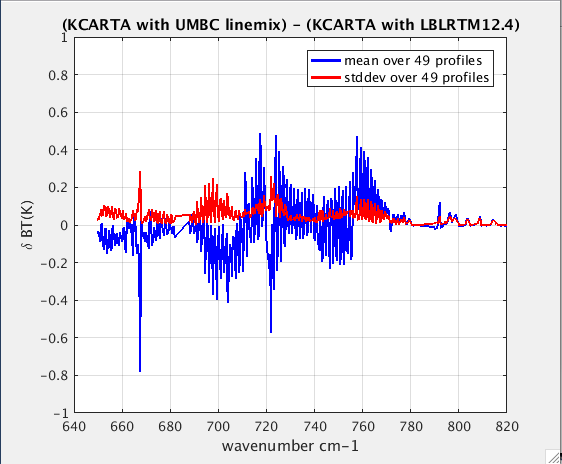 (KCARTA with UMBC linemix) - (KCARTA with LBLRTM12.4)
1
0.8
0.6
0.4
0.2
0
-0.2
-0.4
-0.6
-0.8
-1
δ BT(K)
mean over 49 profiles
stddev over 49 profiles
640 660 680 700 720 740 760 780 800 820
wavenumber cm-1